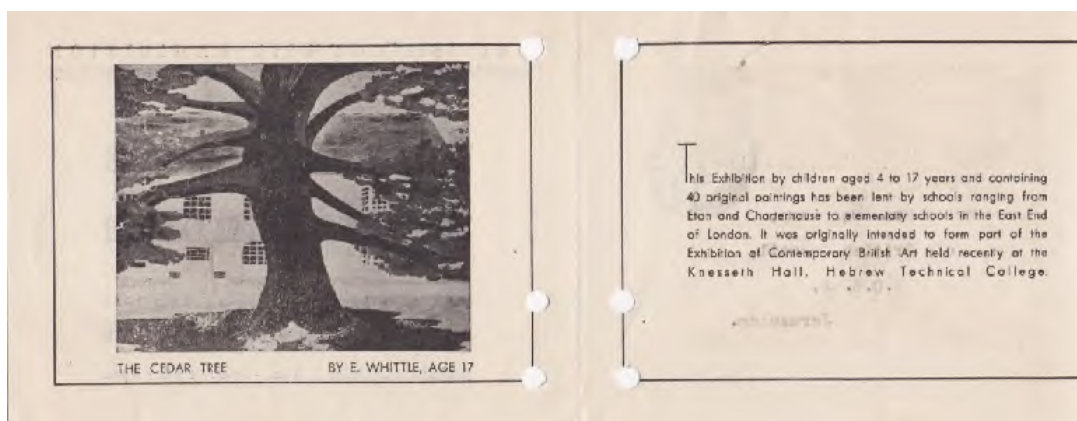 THE CEDAR TREE BY E. WHITTLE, AGE 17
This Exhibition by children aged 4 to 17 years and containing
40 original paintings has been lent by schools ranging from
Eton and Charterhouse to elementary schools in the East End
of London. It was originally intended to form part of the
Exhibition of Contemporary British Art held recently at the
Knesseth Hall, Hebrew Technical College.
Jerusalem.